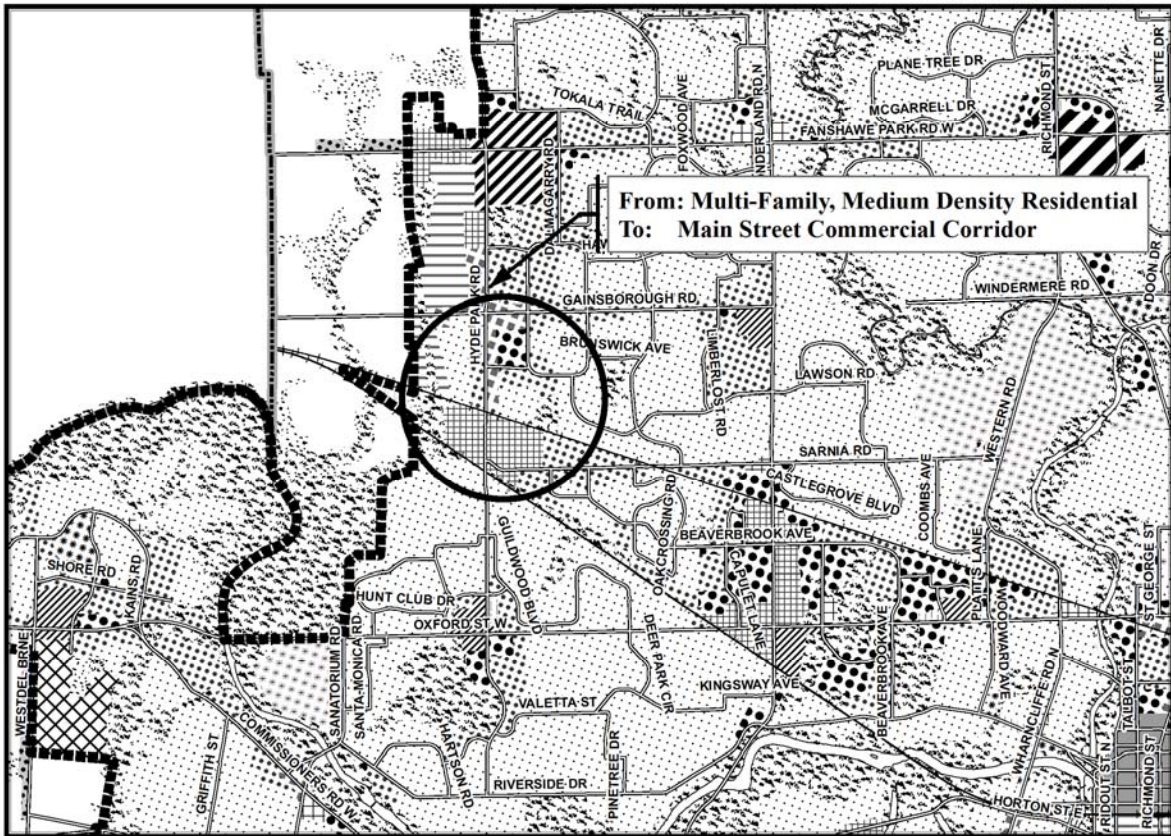 PLANE TREE DR
NANETTE DR
TOKALA TRAIL
FOXWOOD AVE
NDERLAND RD N
MCGARRELL DR
RICHMOND ST
FANSHAWE PARK RD W
DALMAGARRY RD
From: Multi-Family, Medium Density Residential
To: Main Street Commercial Corridor
HA
DOON DR
HYDE PARK RD
WINDERMERE RD
GAINSBOROUGH RD
BRUNSWICK AVE
LIMBERLOST RD
LAWSON RD
WESTERN RD
SARNIA RD
CASTLEGROVE BLVD
COOMBS AVE
OAKCROSSING RD
BEAVERBROOK AVE
GUILDWOOD BLVD
CAPULET LANE
PLATTS LANE
ST GEORGE ST
SHORE RD
KAINS RD
HUNT CLUB DR
OXFORD ST W
WOODWARD AVE
WESTDEL BRNE
SANATORIUM RD
SANTA MONICA RD
DEER PARK CIR
KINGSWAY AVE
BEAVERBROOK AVE
WHARNCLIFFE RD N
TALBOT ST
VALETTA ST
COMMISSIONERS RD W
GRIFFITH ST
HARTSON RD
PINETREE DR
RIVERSIDE DR
HORTON ST E
RIDOUT ST N
RICHMOND ST